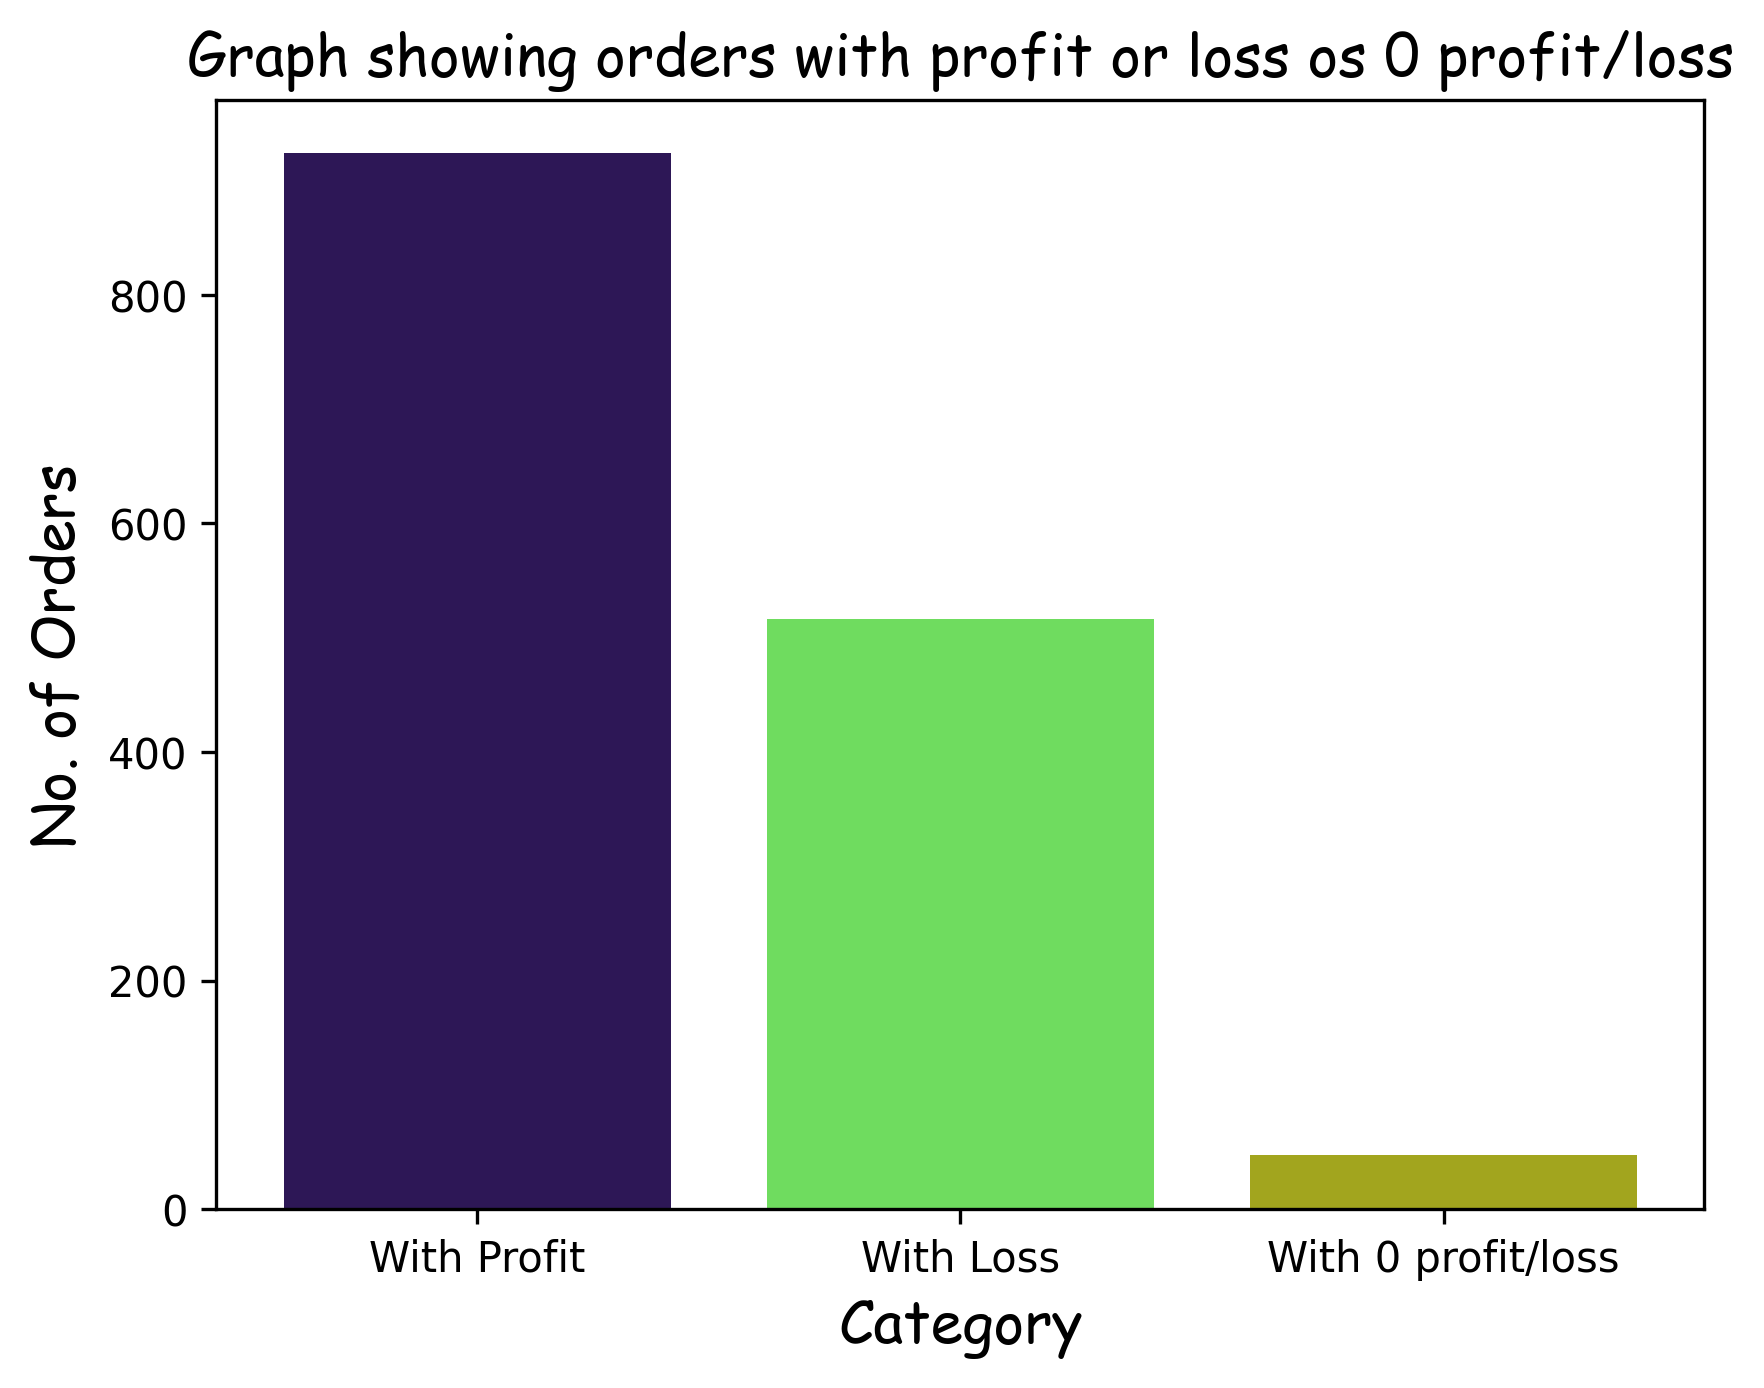 Graph showing orders with profit or loss os 0 profit/loss
800
600
400
200
0
No. of Orders
With Profit
With Loss
With 0 profit/loss
Category